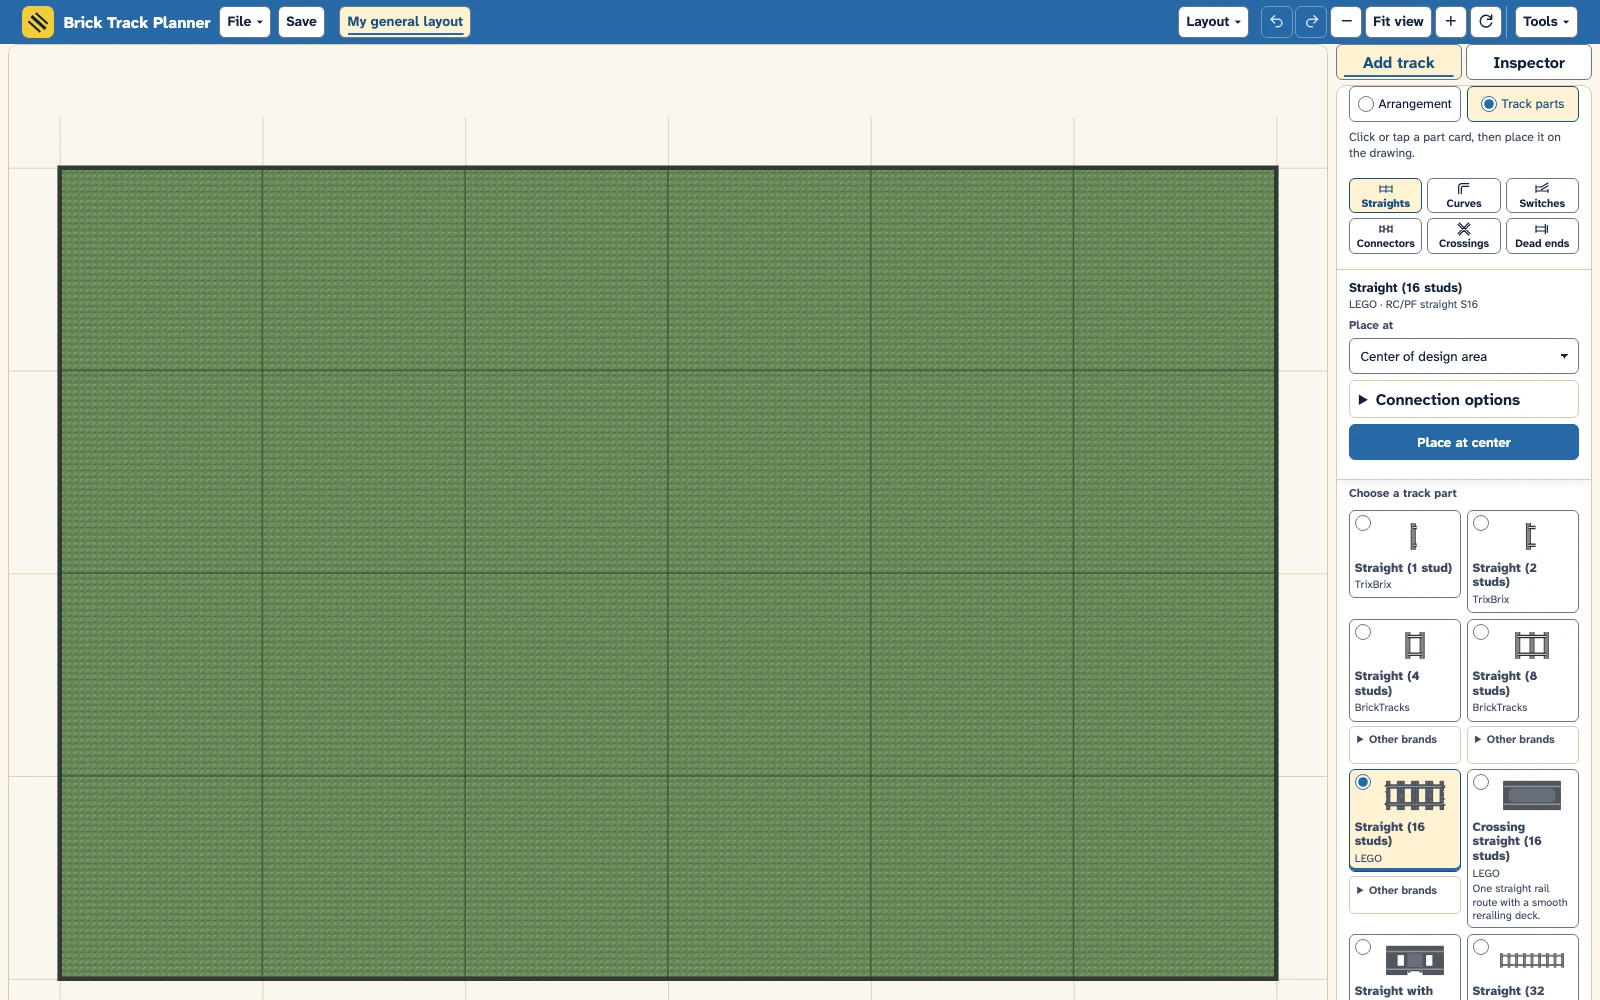 Brick Track Planner
File
Save
My general layout
Layout
Fit view
Tools
Add track
Inspector
Arrangement
Track parts
Click or tap a part card, then place it on
the drawing.
Straights
Curves
Switches
Connectors
Crossings
Dead ends
Straight (16 studs)
LEGO · RC/PF straight S16
Place at
Center of design area
Connection options
Place at center
Choose a track part
Straight (1 stud)
TrixBrix
Straight (2
studs)
TrixBrix
Straight (4
studs)
BrickTracks
Straight (8
studs)
BrickTracks
Other brands
Other brands
Straight (16
studs)
LEGO
Crossing
straight (16
studs)
LEGO
One straight rail
route with a smooth
rerailing deck.
Other brands
Straight with
Straight (32